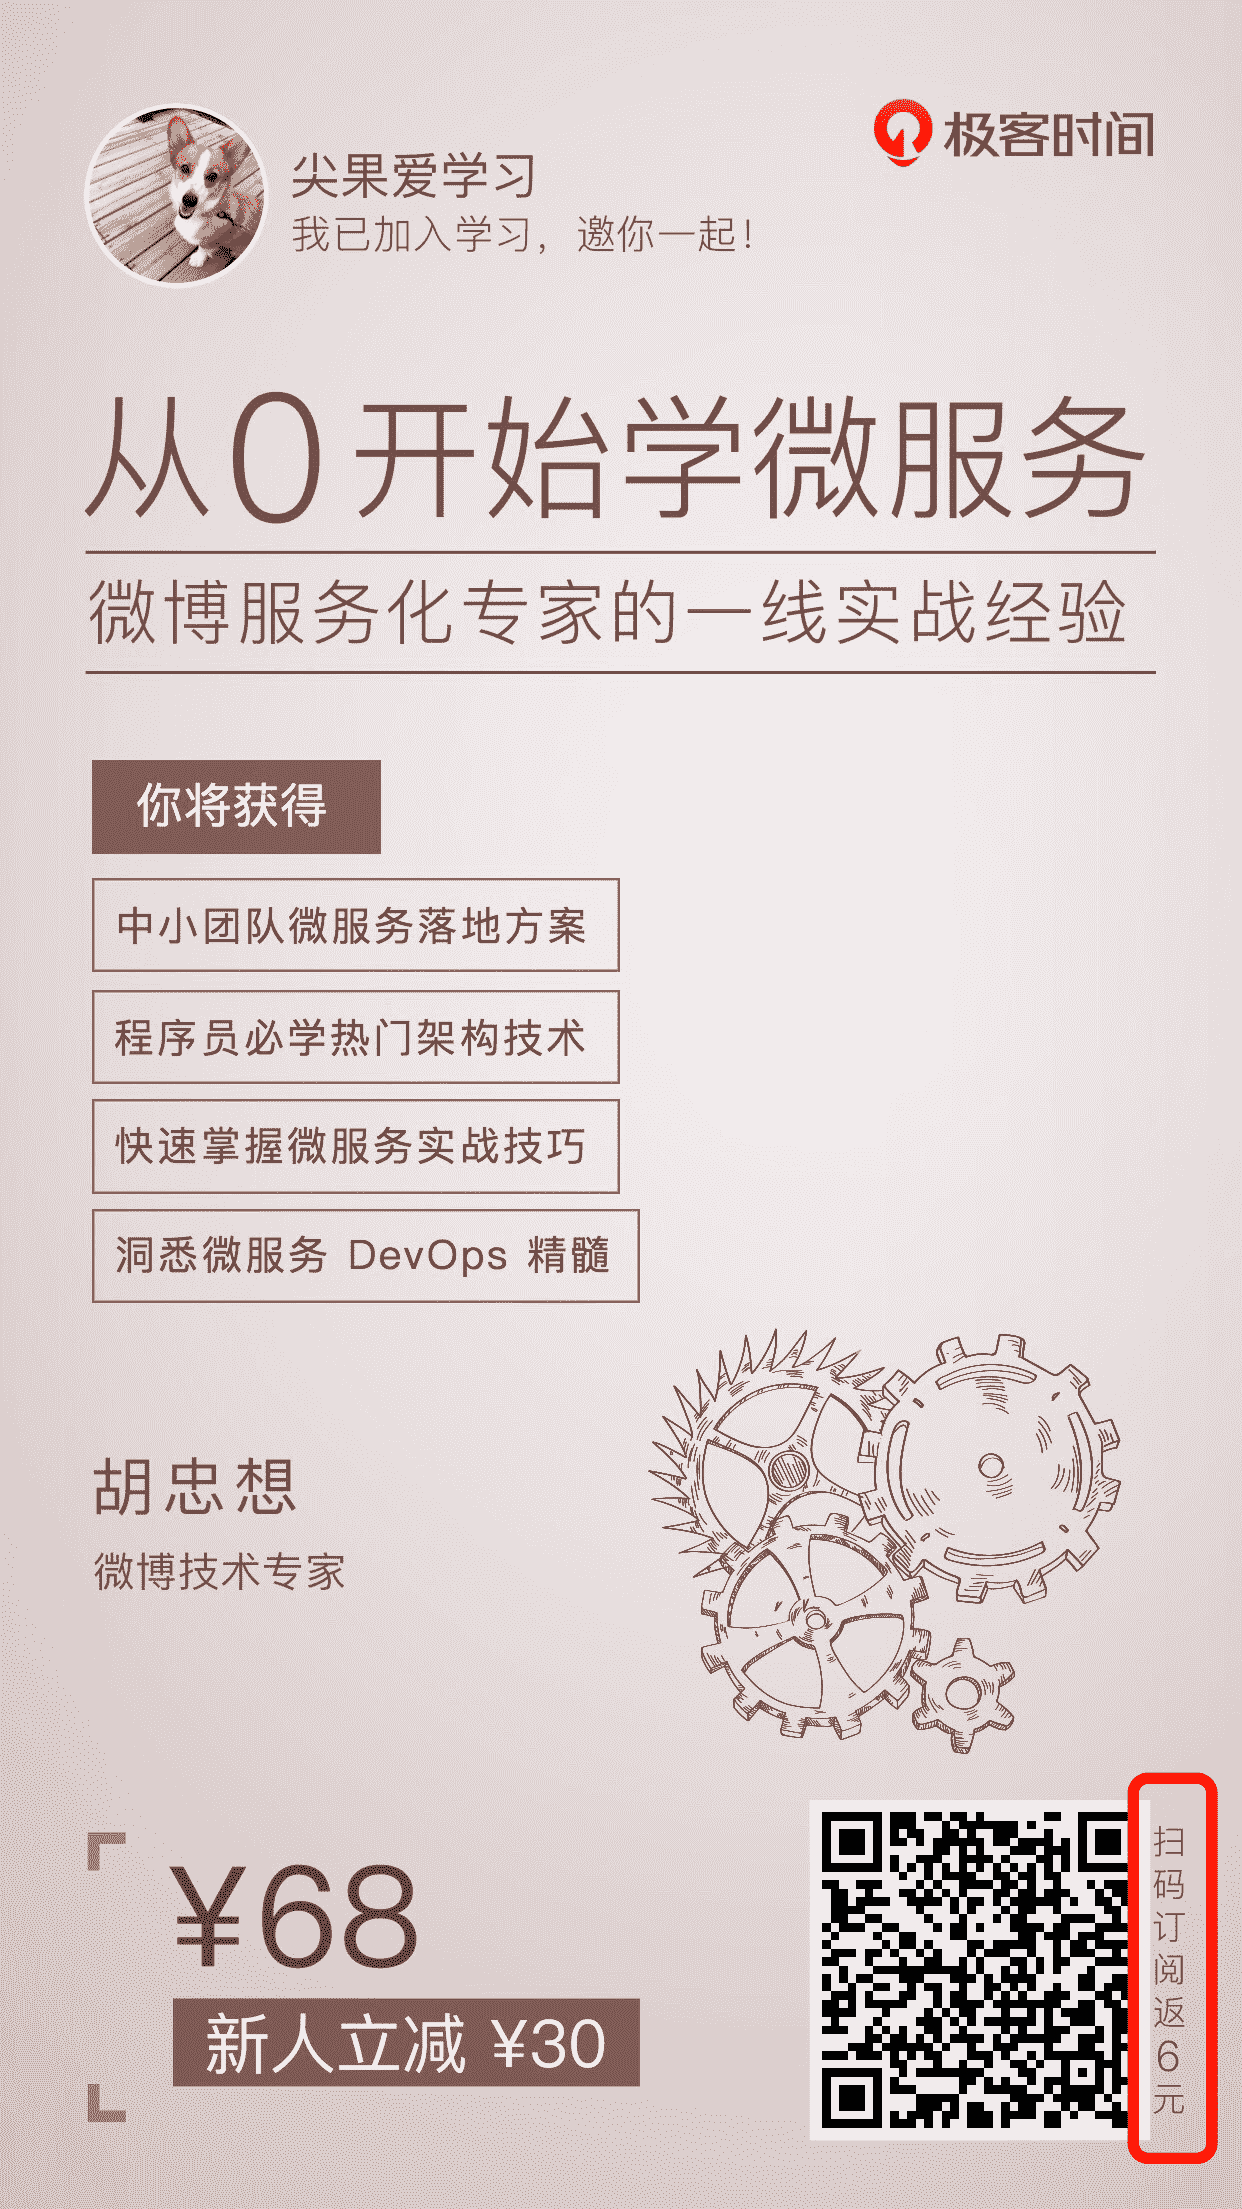 极客时间
尖果爱学习
我已加入学习，邀你一起！
从0开始学微服务
微博服务化专家的一线实战经验
你将获得
中小团队微服务落地方案
程序员必学热门架构技术
快速掌握微服务实战技巧
洞悉微服务 DevOps 精髓
胡忠想
微博技术专家
¥68
新人立减 ¥30
扫码订阅返6元